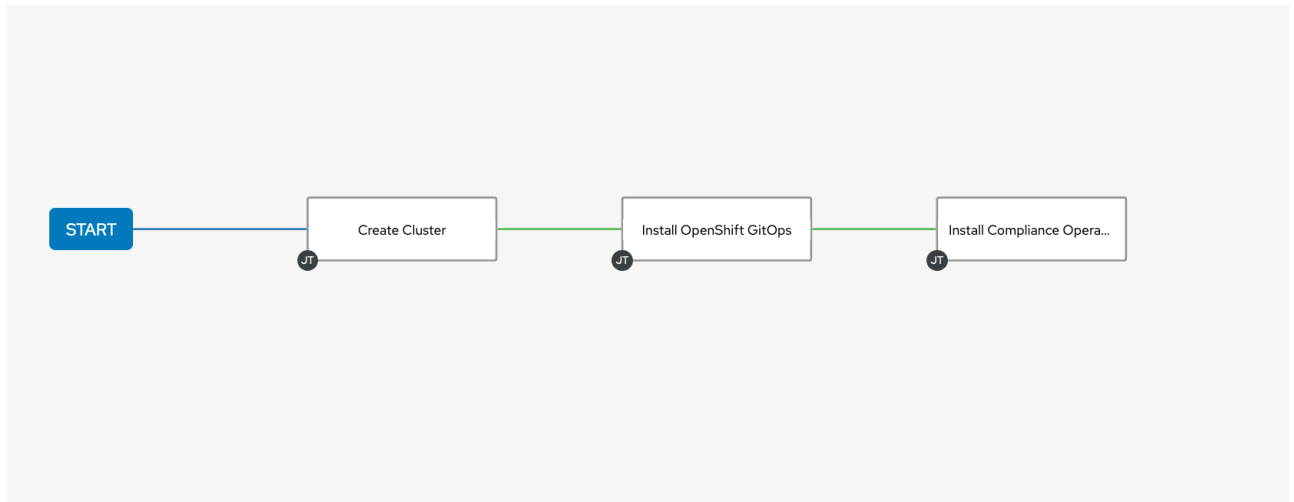 START
Create Cluster
JT
Install OpenShift GitOps
JT
Install Compliance Opera...
JT